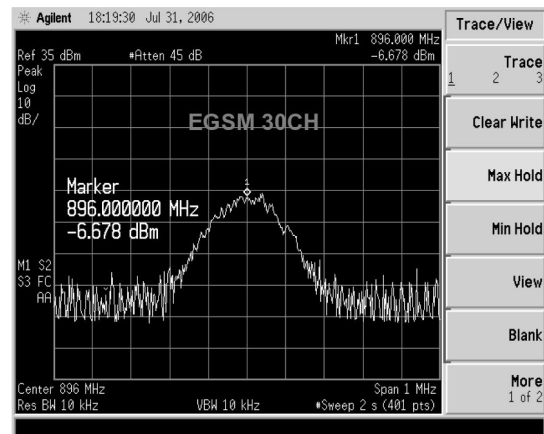 Agilent 18:19:30 Jul 31, 2006
Trace/View
Mkr1 896.000 MHz
Ref 35 dBm #Atten 45 dB -6.678 dBm
Peak
Log
10
dB/
EGSM 30CH
1
Marker
896.000000 MHz
-6.678 dBm
M1 S2
S3 FC
AA
Center 896 MHz Span 1 MHz
Res BW 10 kHz VBW 10 kHz #Sweep 2 s (401 pts)
Trace
1 2 3
Clear Write
Max Hold
Min Hold
View
Blank
More
1 of 2